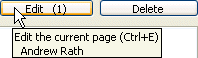 Edit (1) Delete
Edit the current page (Ctrl+E)
Andrew Rath